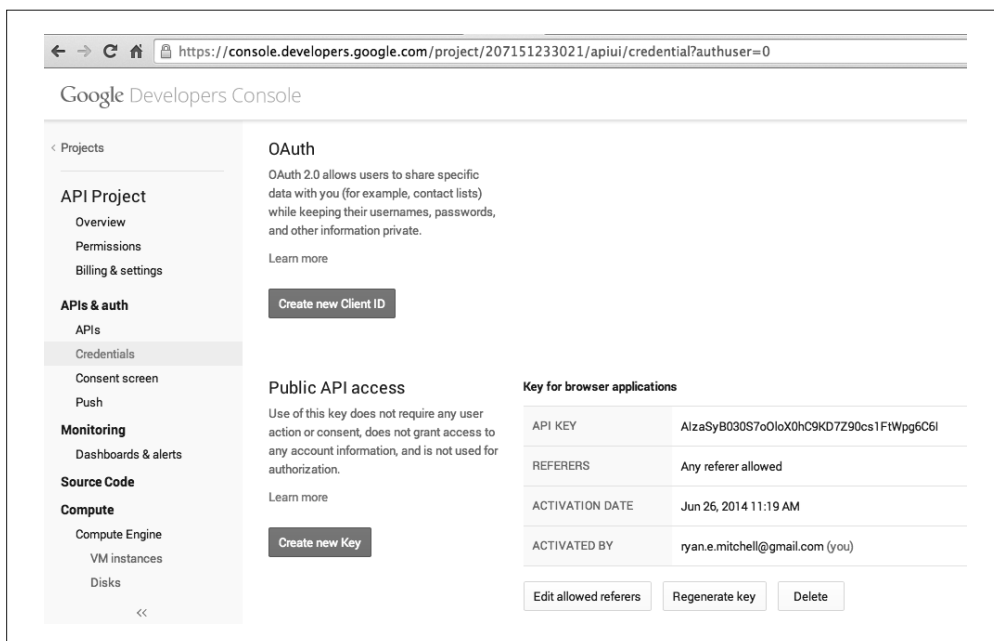 https://console.developers.google.com/project/207151233021/apiui/credential?authuser=0
Google Developers Console
< Projects
API Project
Overview
Permissions
Billing & settings
APIs & auth
APIs
Credentials
Consent screen
Push
Monitoring
Dashboards & alerts
Source Code
Compute
Compute Engine
VM instances
Disks
<<
OAuth
OAuth 2.0 allows users to share specific
data with you (for example, contact lists)
while keeping their usernames, passwords,
and other information private.
Learn more
Create new Client ID
Public API access
Use of this key does not require any user
action or consent, does not grant access to
any account information, and is not used for
authorization.
Learn more
Create new Key
Key for browser applications
API KEY
REFERERS Any referer allowed
ACTIVATION DATE Jun 26, 2014 11:19 AM
ACTIVATED BY ryan.e.mitchell@gmail.com (you)
Edit allowed referers Regenerate key Delete